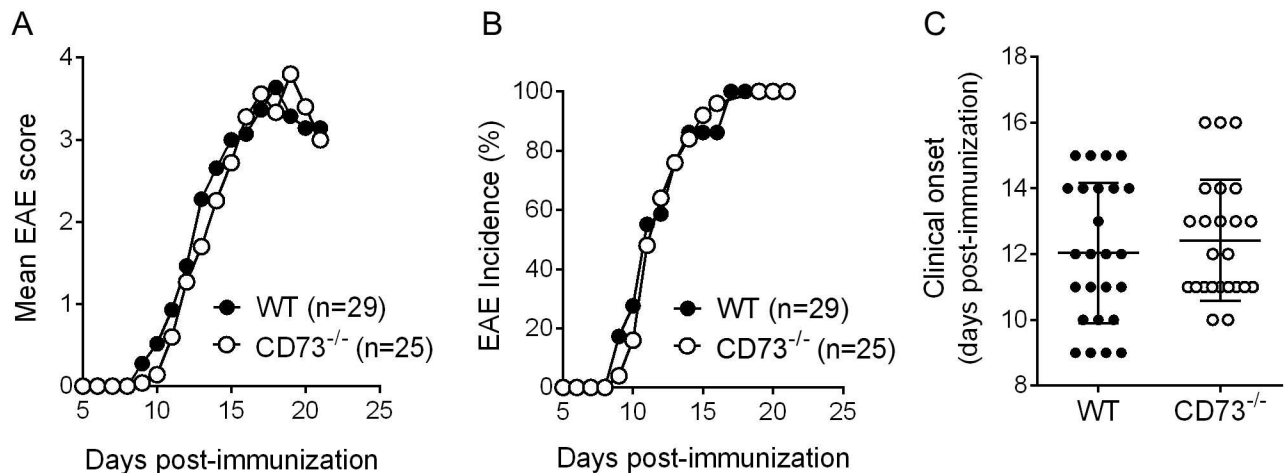 A
Mean EAE score
4
3
2
1
0
5 10 15 20 25
Days post-immunization
WT (n=29)
CD73-/- (n=25)
B
EAE Incidence (%)
100
80
60
40
20
0
5 10 15 20 25
Days post-immunization
WT (n=29)
CD73-/- (n=25)
C
Clinical onset
(days post-immunization)
18
16
14
12
10
8
WT CD73-/-